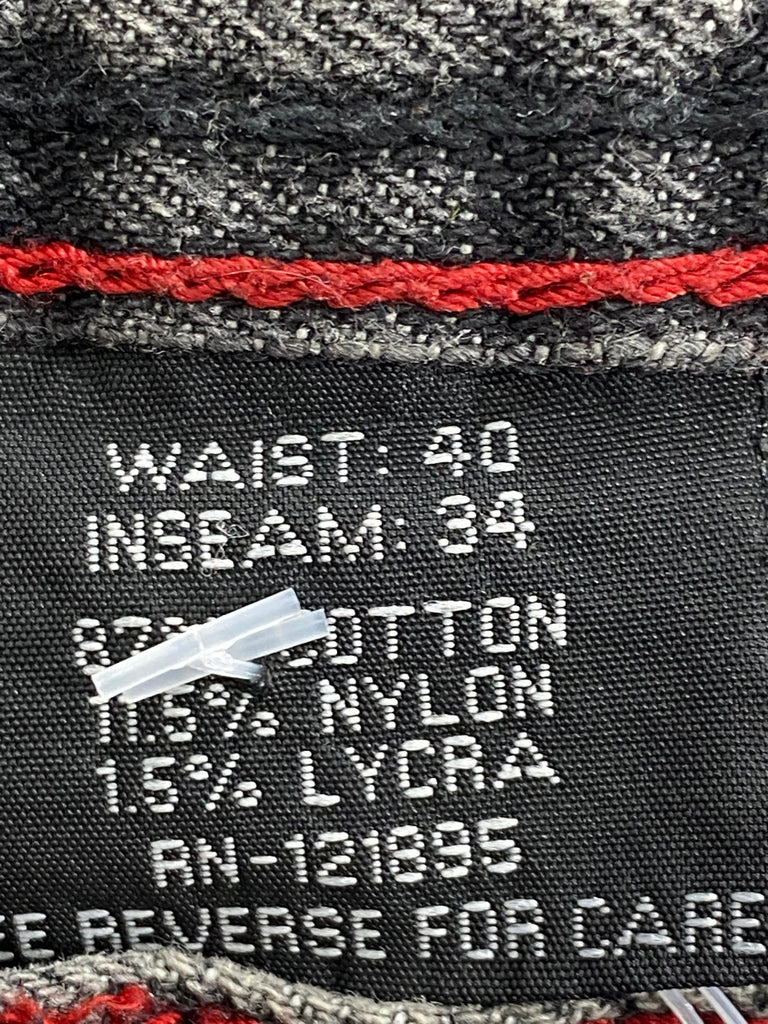 WAIST: 40
INSEAM: 34
COTTON
11.5% NYLON
1.5% LYCRA
RN-121895
REVERSE FOR CARE